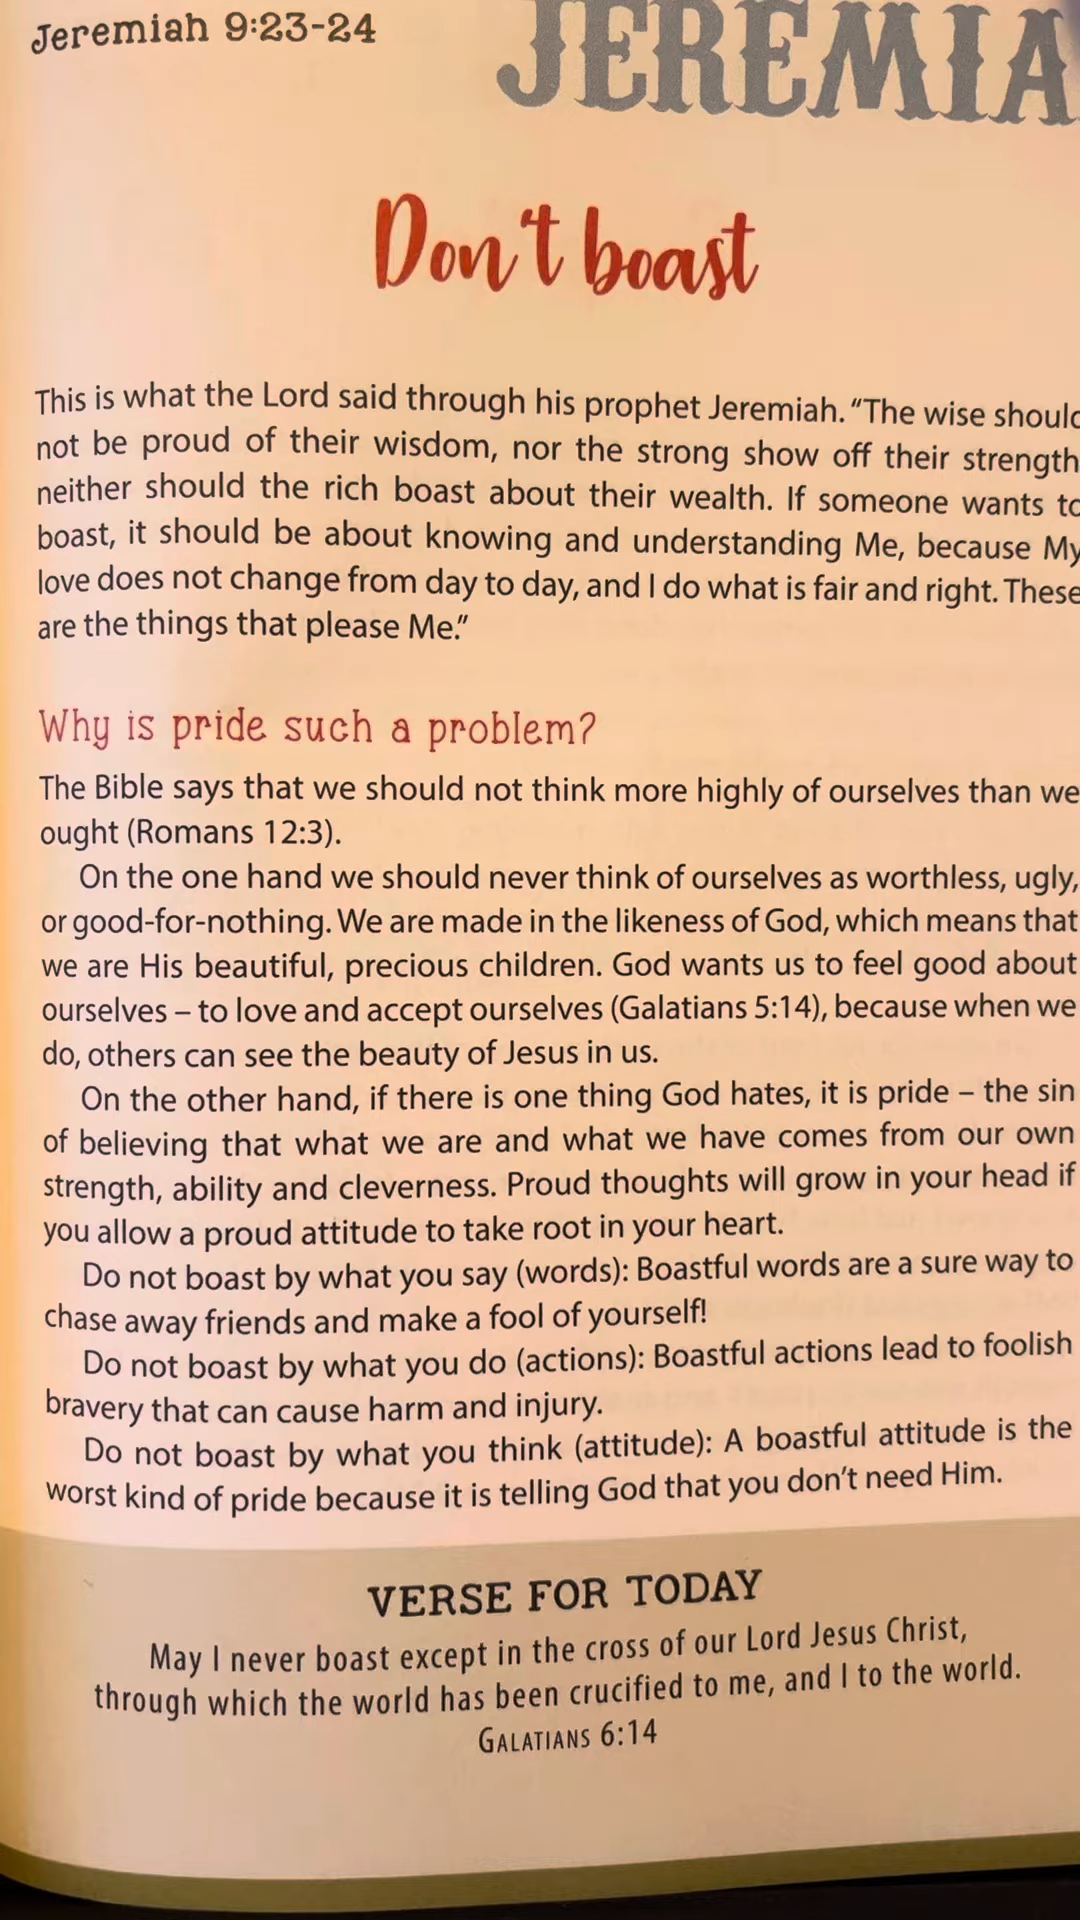 Jeremiah 9:23-24
JEREMIA
Don't boast
This is what the Lord said through his prophet Jeremiah. “The wise should
not be proud of their wisdom, nor the strong show off their strength
neither should the rich boast about their wealth. If someone wants to
boast, it should be about knowing and understanding Me, because My
love does not change from day to day, and I do what is fair and right. These
are the things that please Me.”
Why is pride such a problem?
The Bible says that we should not think more highly of ourselves than we
ought (Romans 12:3).
On the one hand we should never think of ourselves as worthless, ugly,
or good-for-nothing. We are made in the likeness of God, which means that
we are His beautiful, precious children. God wants us to feel good about
ourselves – to love and accept ourselves (Galatians 5:14), because when we
do, others can see the beauty of Jesus in us.
On the other hand, if there is one thing God hates, it is pride – the sin
of believing that what we are and what we have comes from our own
strength, ability and cleverness. Proud thoughts will grow in your head if
you allow a proud attitude to take root in your heart.
Do not boast by what you say (words): Boastful words are a sure way to
chase away friends and make a fool of yourself!
Do not boast by what you do (actions): Boastful actions lead to foolish
bravery that can cause harm and injury.
Do not boast by what you think (attitude): A boastful attitude is the
worst kind of pride because it is telling God that you don't need Him.
VERSE FOR TODAY
May I never boast except in the cross of our Lord Jesus Christ,
through which the world has been crucified to me, and I to the world.
GALATIANS 6:14